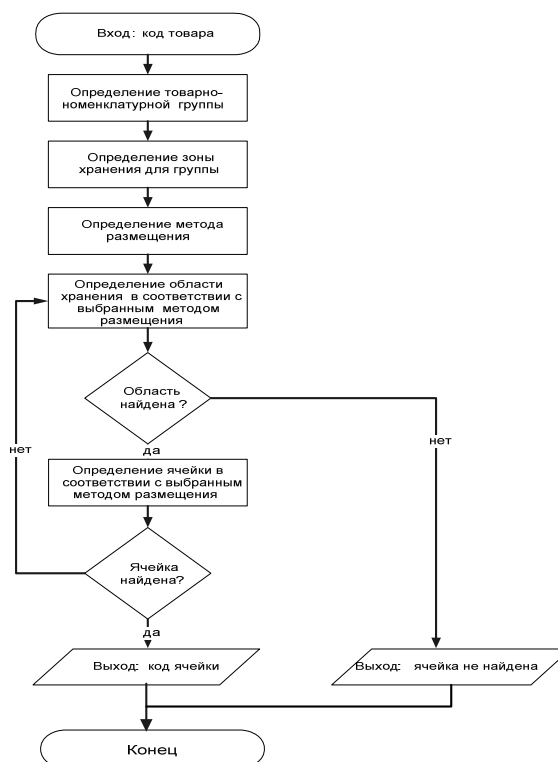 Вход: код товара
Определение товарно-
номенклатурной группы
Определение зоны
хранения для группы
Определение метода
размещения
Определение области
хранения в соответствии с
выбранным методом
размещения
Область
найдена ?
нет
нет
да
Определение ячейки в
соответствии с выбранным
методом размещения
Ячейка
найдена?
да
Выход: код ячейки
Выход: ячейка не найдена
Конец